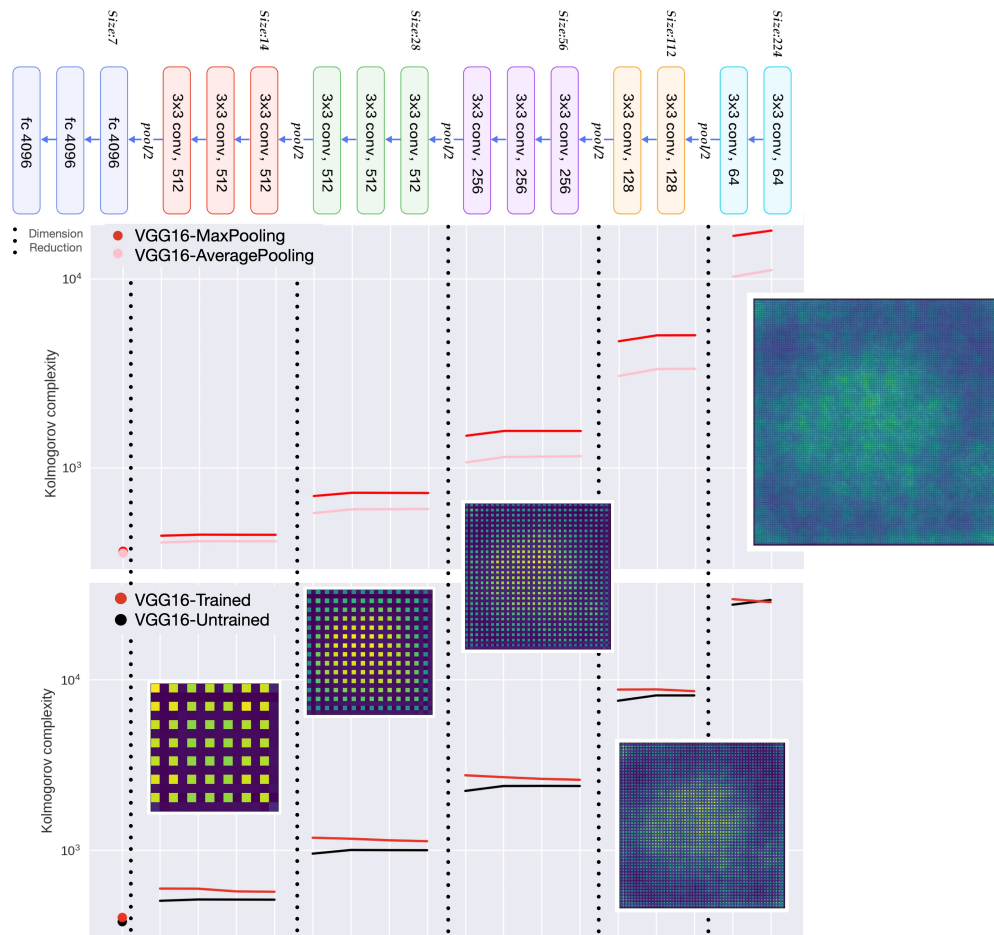 Size:7
Size:14
Size:28
Size:56
Size:112
Size:224
fc 4096
fc 4096
fc 4096
pool/2
3x3 conv, 512
3x3 conv, 512
3x3 conv, 512
pool/2
3x3 conv, 512
3x3 conv, 512
3x3 conv, 512
pool/2
3x3 conv, 256
3x3 conv, 256
3x3 conv, 256
pool/2
3x3 conv, 128
3x3 conv, 128
pool/2
3x3 conv, 64
3x3 conv, 64
Dimension
Reduction
VGG16-MaxPooling
VGG16-AveragePooling
10⁴
10³
Kolmogorov complexity
VGG16-Trained
VGG16-Untrained
10⁴
10³
Kolmogorov complexity